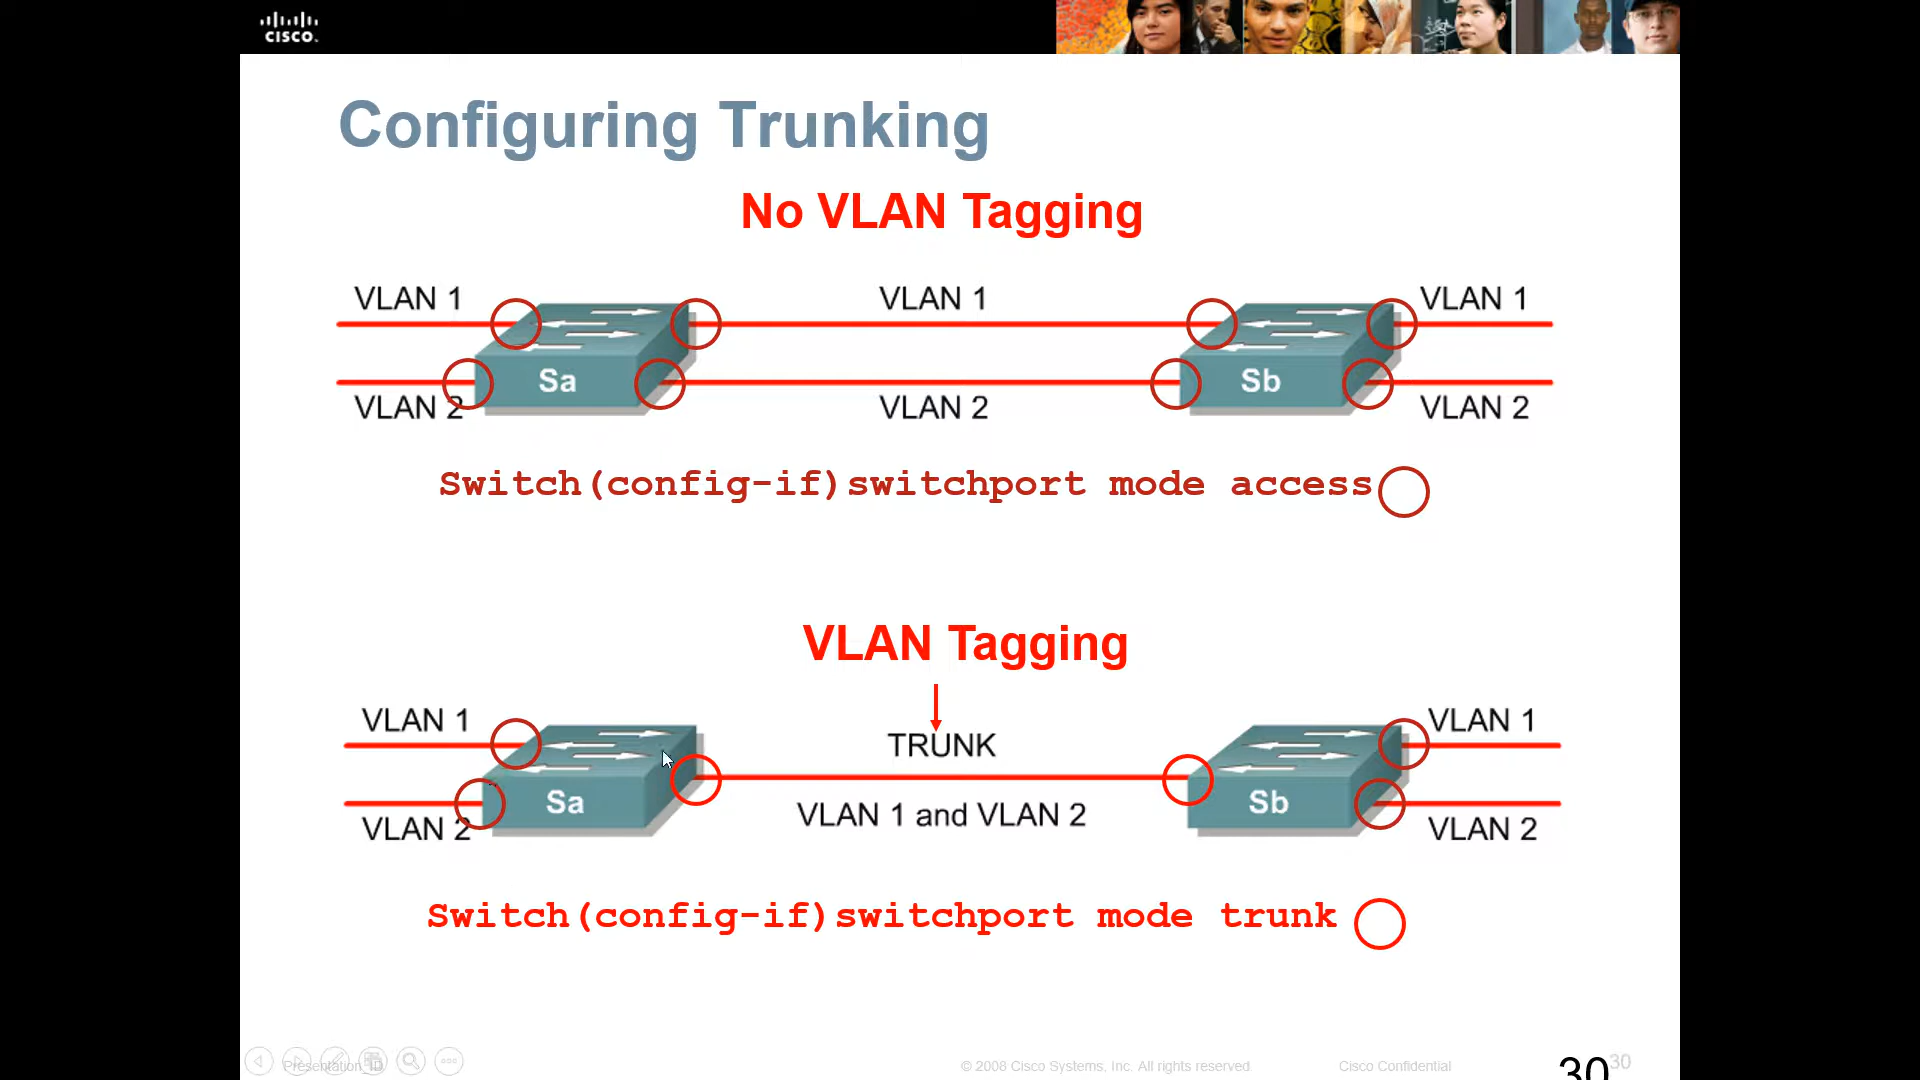 CISCO.
Configuring Trunking
No VLAN Tagging
VLAN 1 VLAN 1 VLAN 1
Sa Sb
VLAN 2 VLAN 2 VLAN 2
Switch(config-if)switchport mode access
VLAN Tagging
VLAN 1 TRUNK VLAN 1
Sa VLAN 1 and VLAN 2 Sb
VLAN 2 VLAN 2
Switch(config-if)switchport mode trunk
Presentation_ID © 2008 Cisco Systems, Inc. All rights reserved. Cisco Confidential 30 30